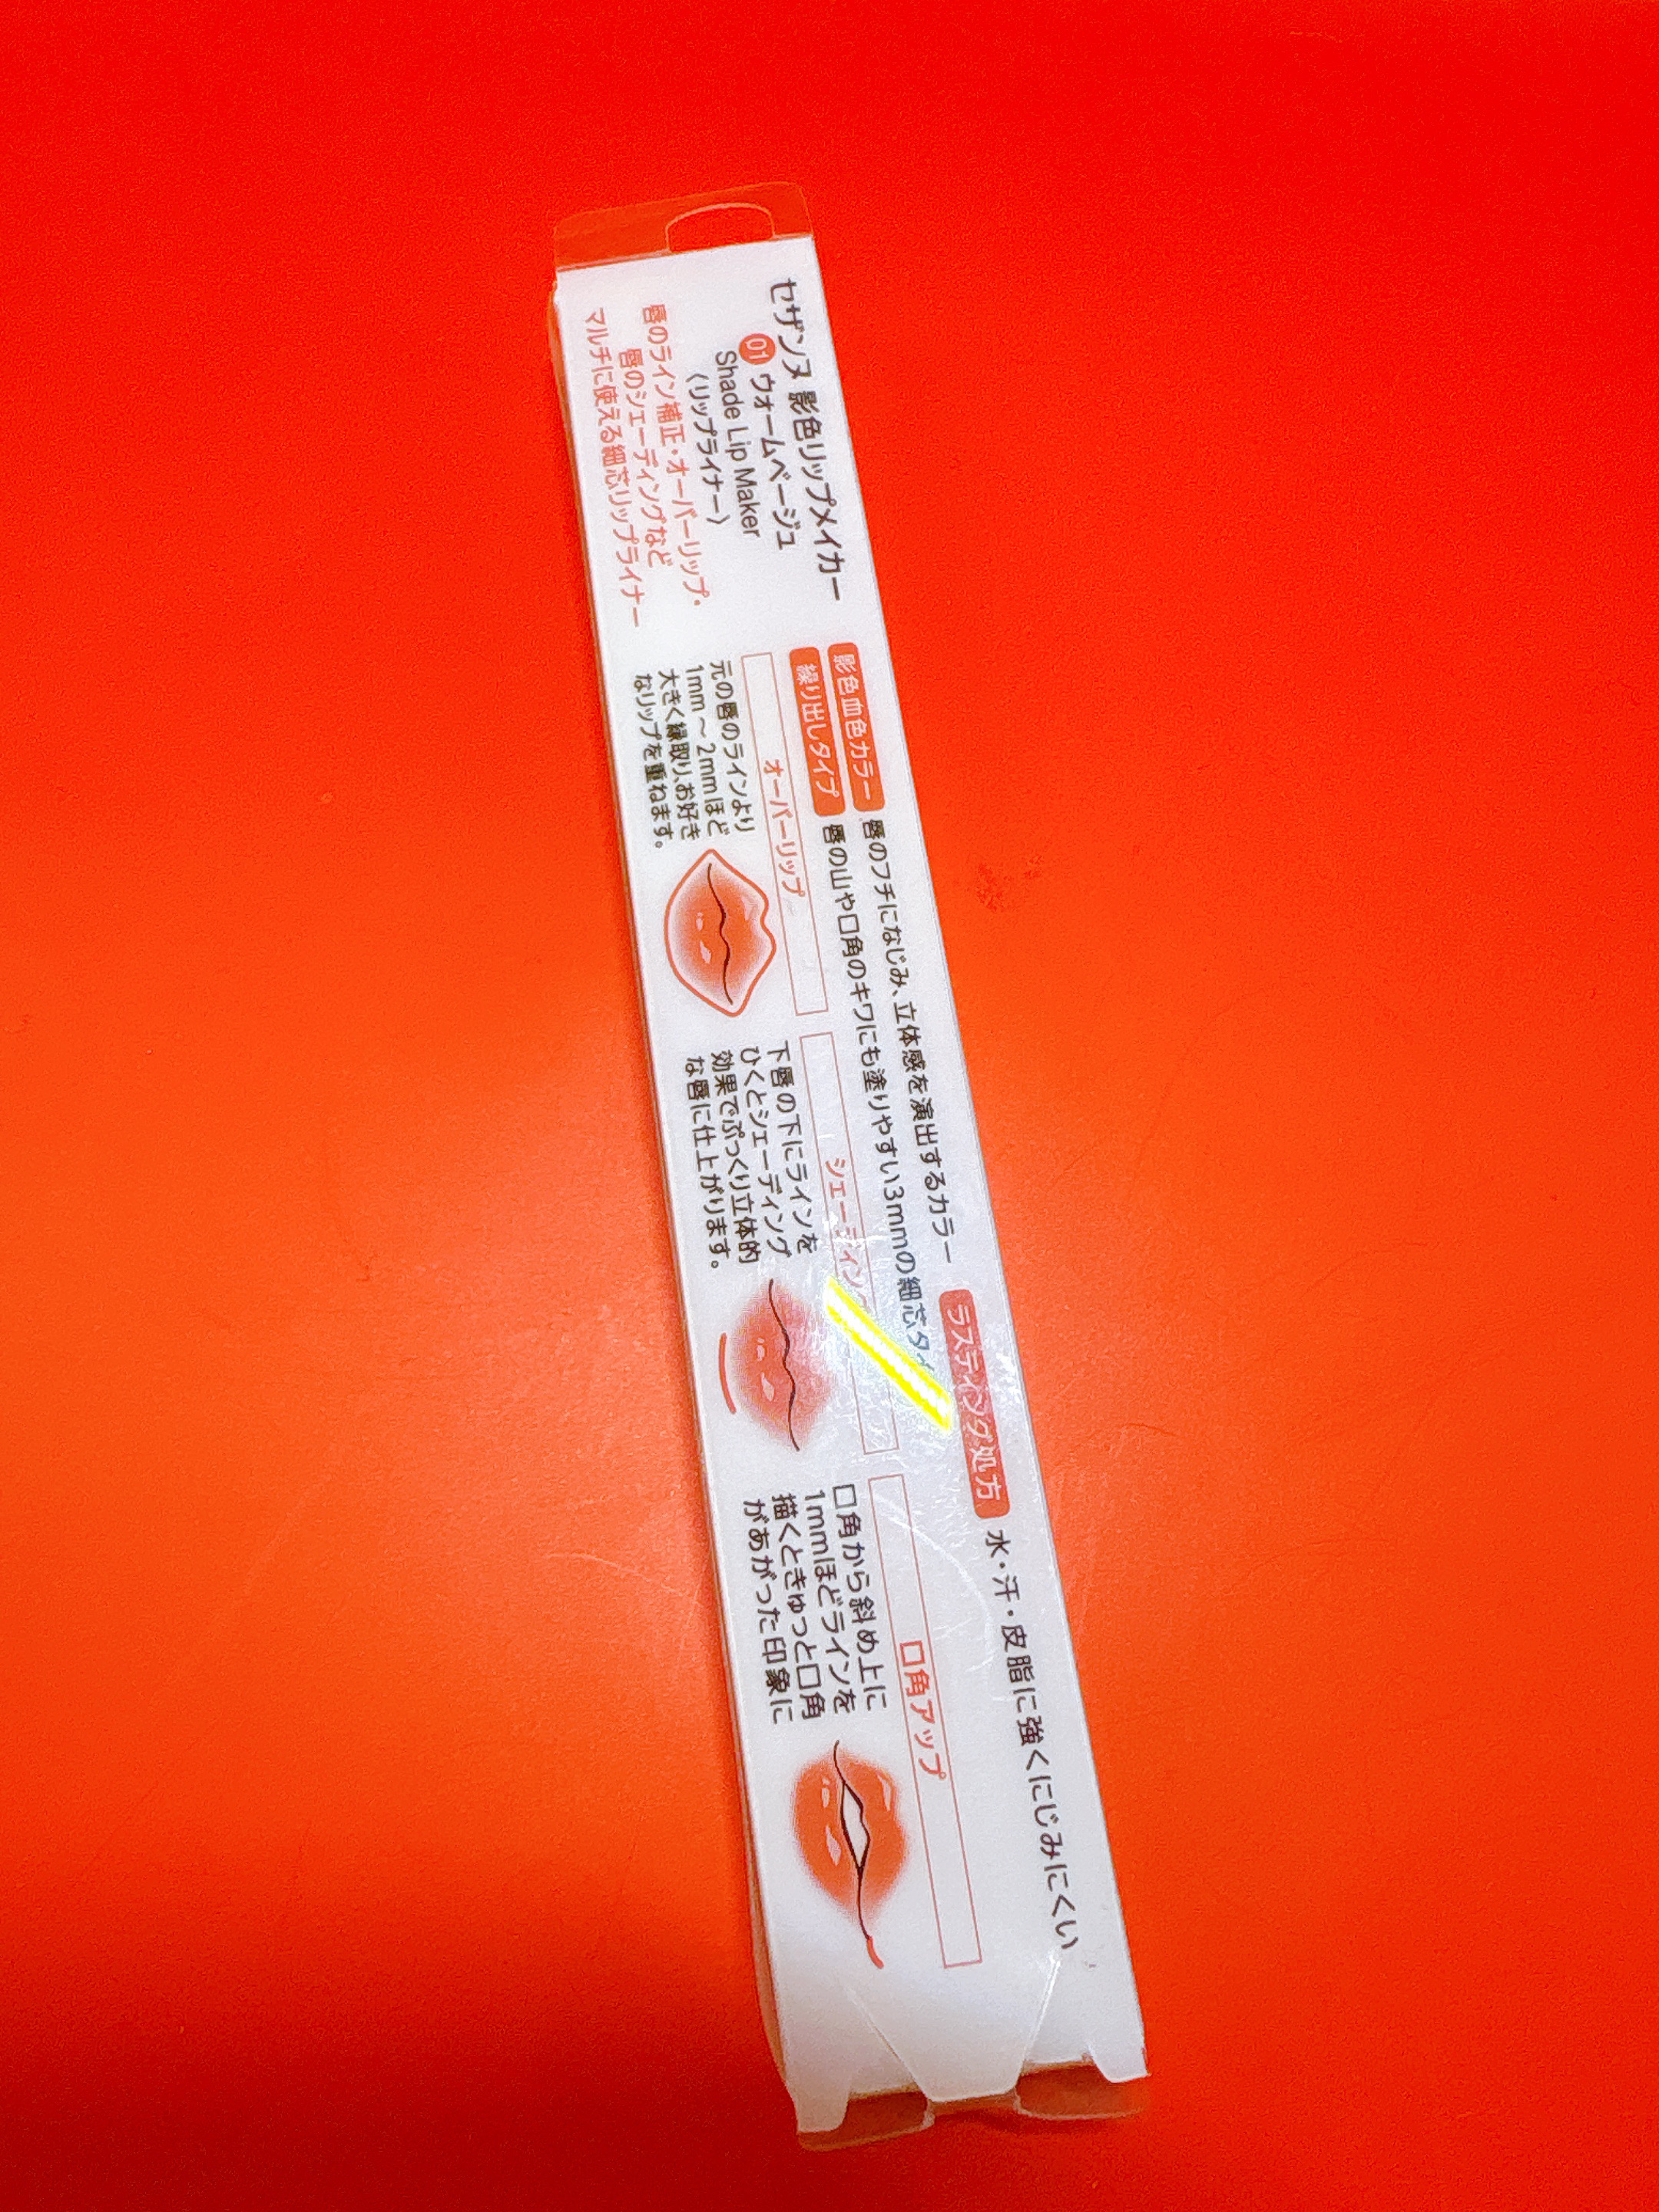 セザンヌ 影色リップメイカー
01 ウォームベージュ
Shade Lip Maker
〈リップライナー〉
唇のライン補正・オーバーリップ・
唇のシェーディングなど
マルチに使える細芯リップライナー
影色血色カラー 唇のフチになじみ、立体感を演出するカラー
繰り出しタイプ 唇の山や口角のキワにも塗りやすい3mmの細芯タイ
ラスティング処方 水・汗・皮脂に強くにじみにくい
オーバーリップ
元の唇のラインより
1mm～2mmほど
大きく縁取り、お好き
なリップを重ねます。
シェーディング
下唇の下にラインを
ひくとシェーディング
効果でぷっくり立体的
な唇に仕上がります。
口角アップ
口角から斜め上に
1mmほどラインを
描くときゅっと口角
があがった印象に